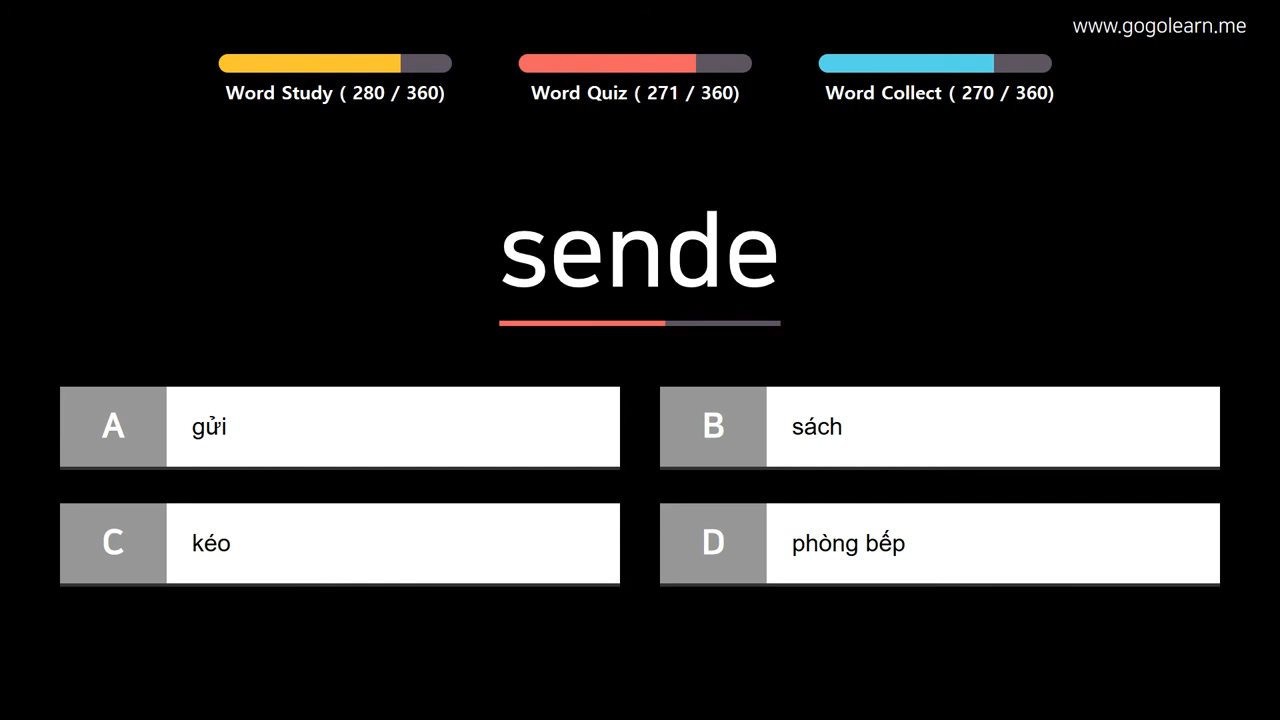 www.gogolearn.me
Word Study ( 280 / 360)
Word Quiz ( 271 / 360)
Word Collect ( 270 / 360)
sende
A gửi
B sách
C kéo
D phòng bếp